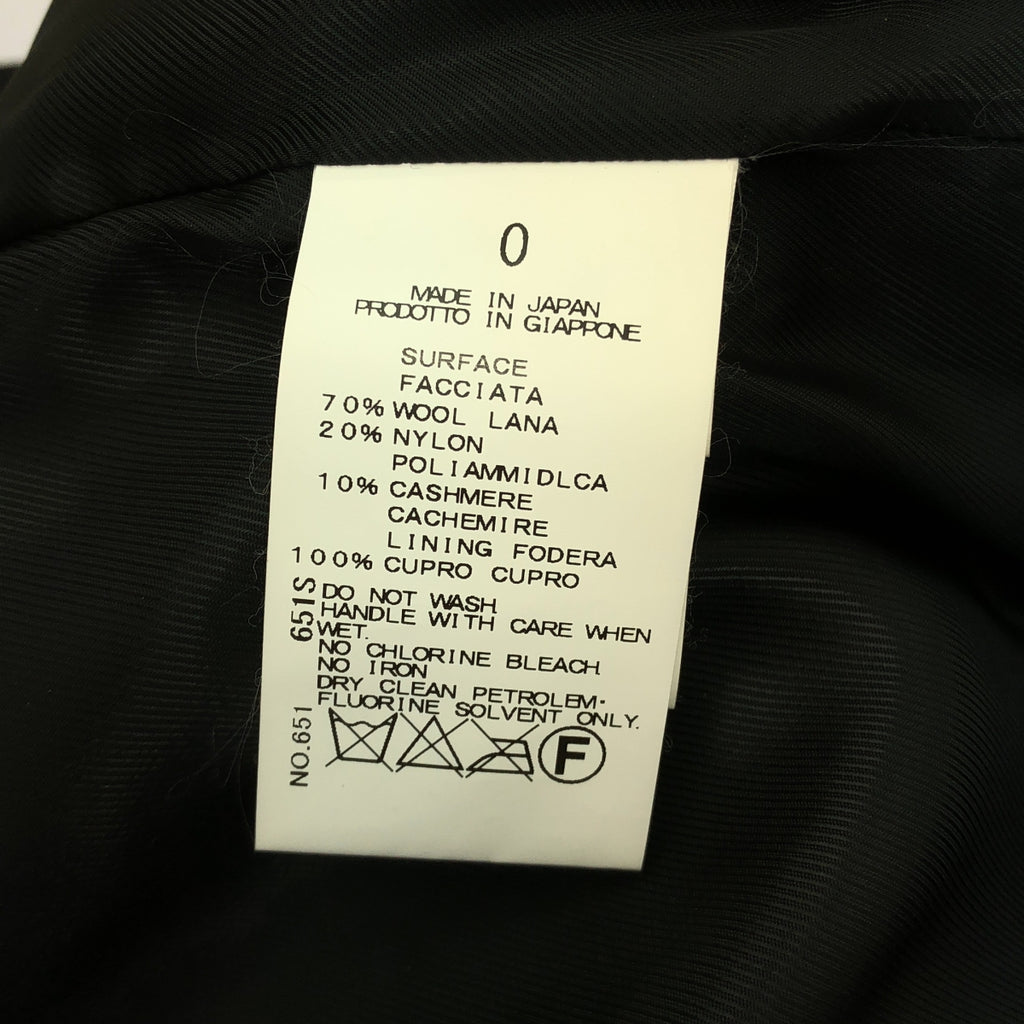 0
MADE IN JAPAN
PRODOTTO IN GIAPPONE
SURFACE
FACCIATA
70% WOOL LANA
20% NYLON
POLIAMMIDLCA
10% CASHMERE
CACHEMIRE
LINING FODERA
100% CUPRO CUPRO
DO NOT WASH
HANDLE WITH CARE WHEN
WET.
NO CHLORINE BLEACH
NO IRON
DRY CLEAN PETROLEM·
FLUORINE SOLVENT ONLY.
F
651S
NO.651